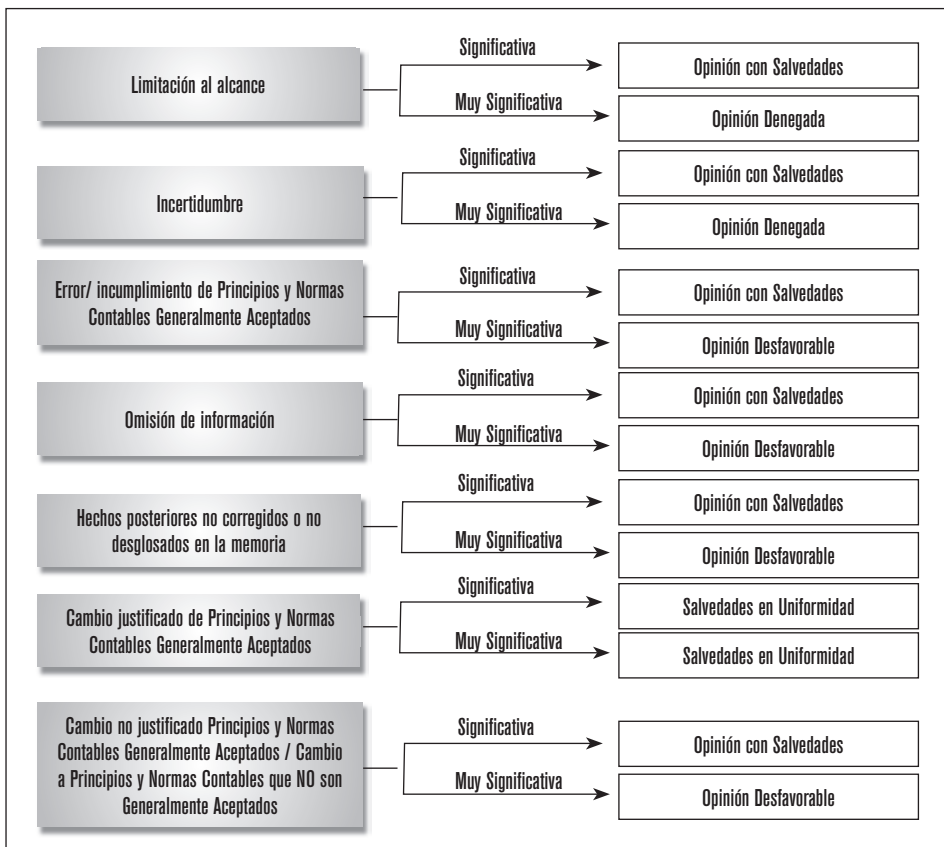 Limitación al alcance
Significativa
Opinión con Salvedades
Muy Significativa
Opinión Denegada
Incertidumbre
Significativa
Opinión con Salvedades
Muy Significativa
Opinión Denegada
Error/ incumplimiento de Principios y Normas
Contables Generalmente Aceptados
Significativa
Opinión con Salvedades
Muy Significativa
Opinión Desfavorable
Omisión de información
Significativa
Opinión con Salvedades
Muy Significativa
Opinión Desfavorable
Hechos posteriores no corregidos o no
desglosados en la memoria
Significativa
Opinión con Salvedades
Muy Significativa
Opinión Desfavorable
Cambio justificado de Principios y Normas
Contables Generalmente Aceptados
Significativa
Salvedades en Uniformidad
Muy Significativa
Salvedades en Uniformidad
Cambio no justificado Principios y Normas
Contables Generalmente Aceptados / Cambio
a Principios y Normas Contables que NO son
Generalmente Aceptados
Significativa
Opinión con Salvedades
Muy Significativa
Opinión Desfavorable